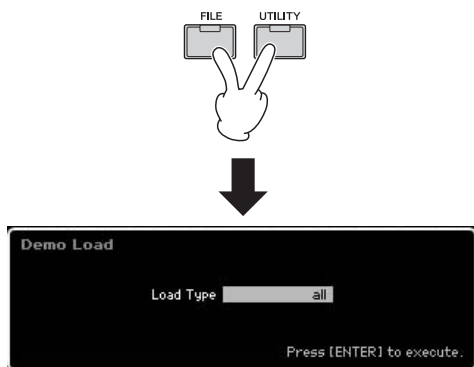 FILE UTILITY
Demo Load
Load Type all
Press [ENTER] to execute.